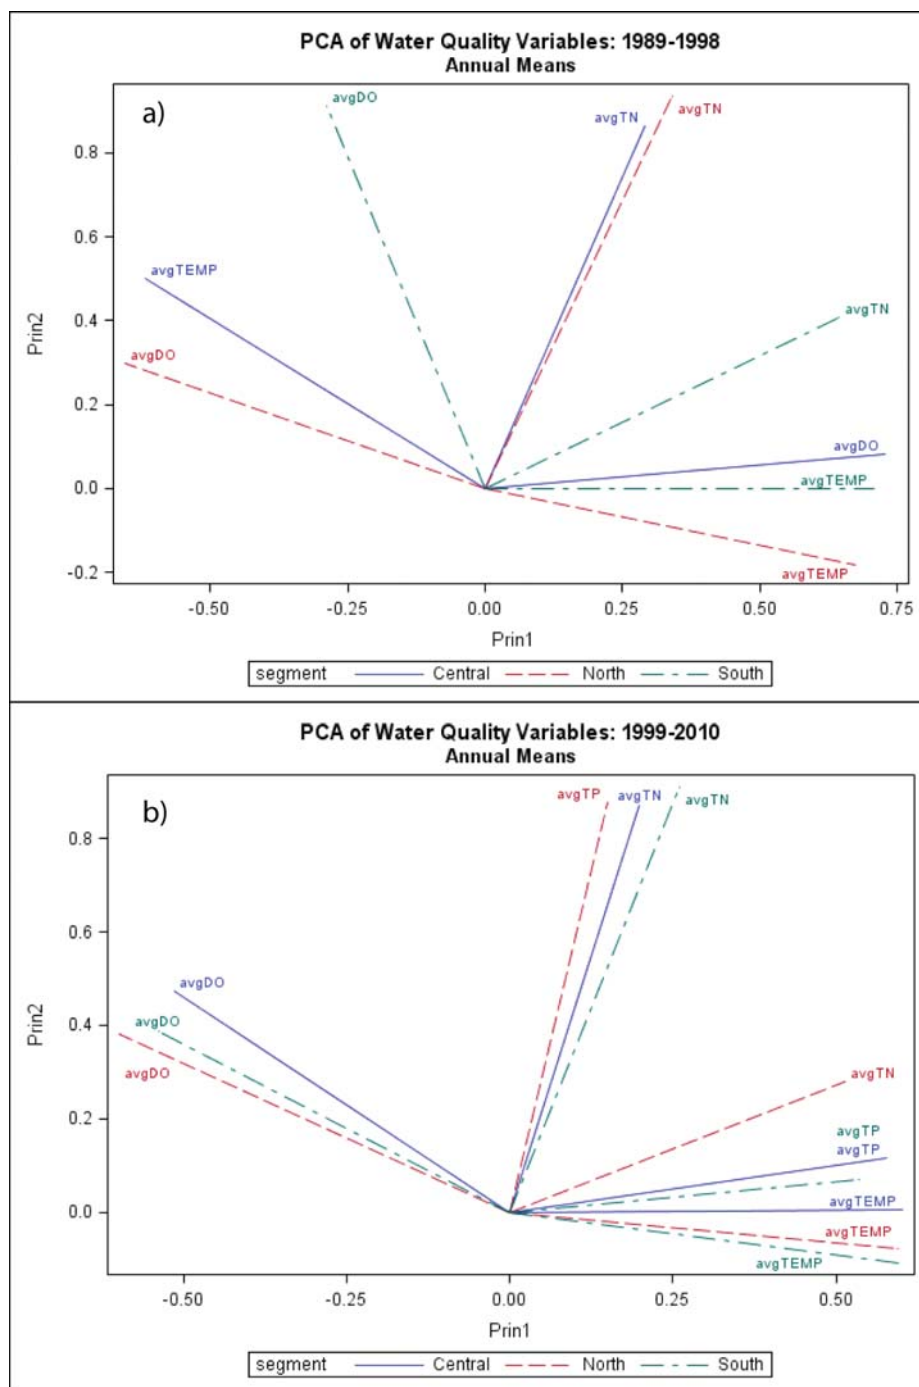 PCA of Water Quality Variables: 1989-1998
Annual Means
a)
avgDO
avgTN
avgTN
avgTEMP
avgTN
avgDO
avgDO
avgTEMP
avgTEMP
Prin2
0.8
0.6
0.4
0.2
0.0
-0.2
-0.50 -0.25 0.00 0.25 0.50 0.75
Prin1
segment Central North South
PCA of Water Quality Variables: 1999-2010
Annual Means
b)
avgTP avgTN avgTN
avgDO
avgDO
avgDO
avgTN
avgTP
avgTP
avgTEMP
avgTEMP
avgTEMP
Prin2
0.8
0.6
0.4
0.2
0.0
-0.50 -0.25 0.00 0.25 0.50
Prin1
segment Central North South